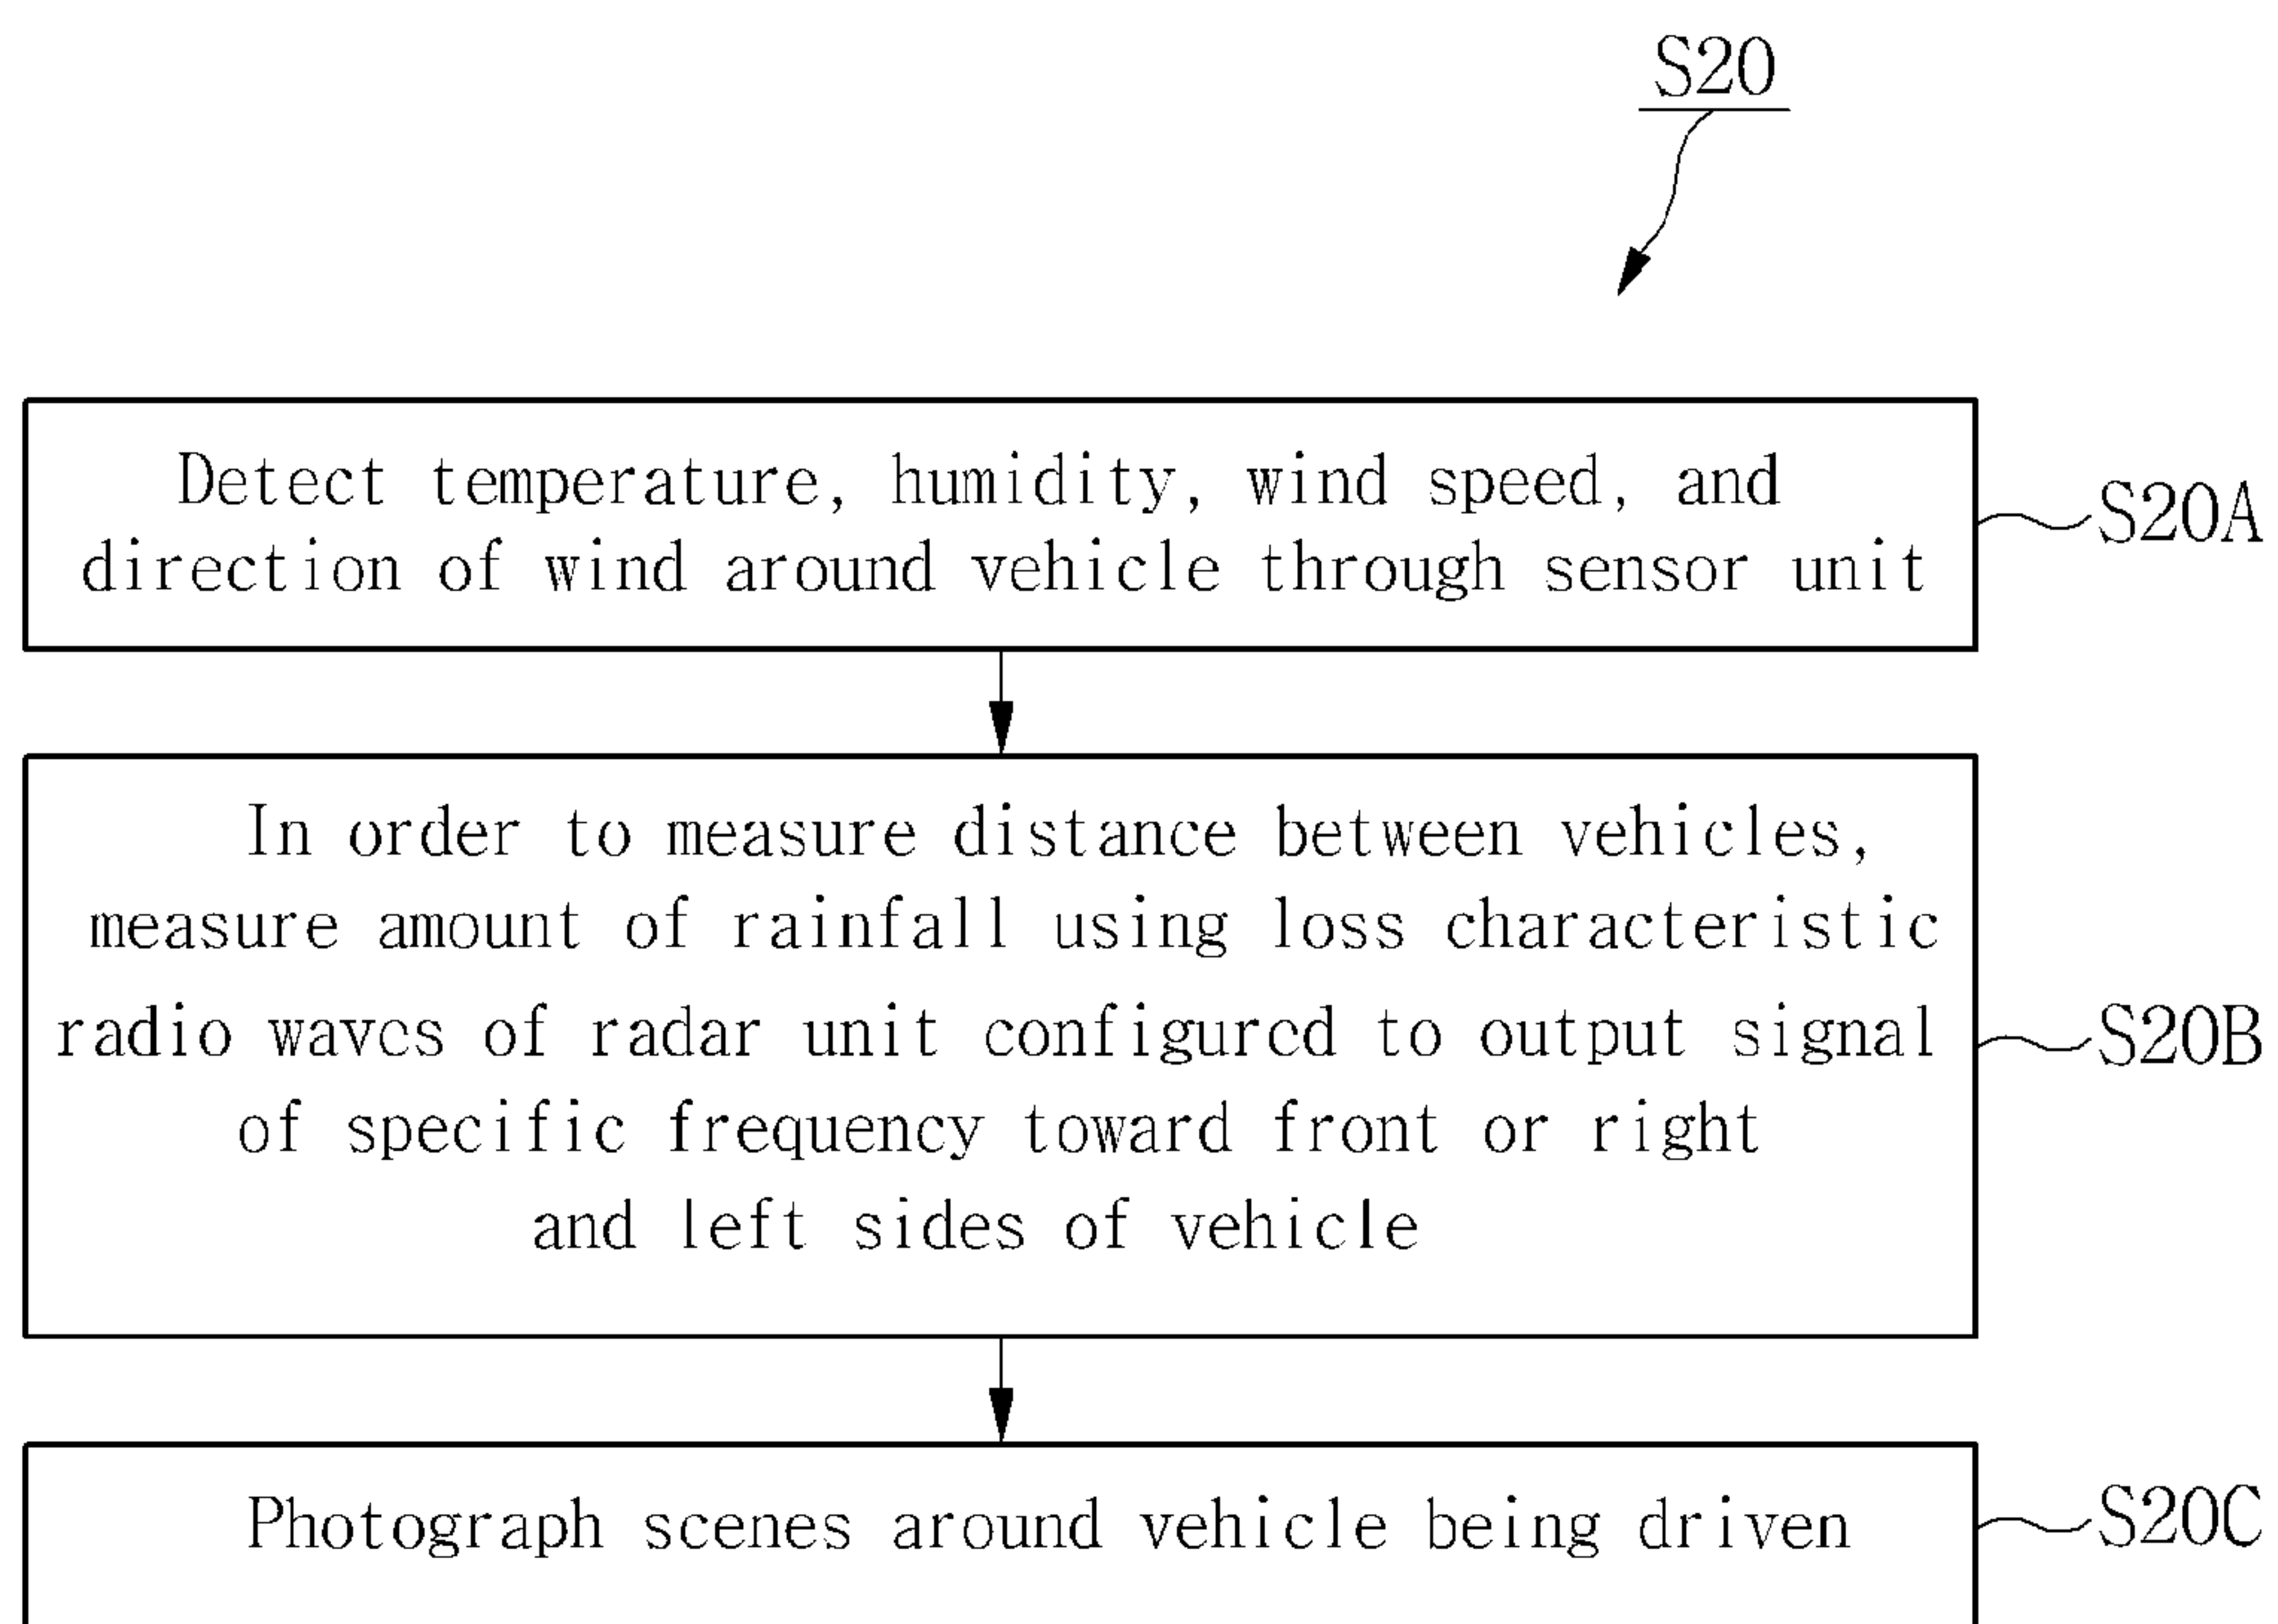 S20
Detect temperature, humidity, wind speed, and
direction of wind around vehicle through sensor unit
S20A
In order to measure distance between vehicles,
measure amount of rainfall using loss characteristic
radio waves of radar unit configured to output signal
of specific frequency toward front or right
and left sides of vehicle
S20B
Photograph scenes around vehicle being driven
S20C